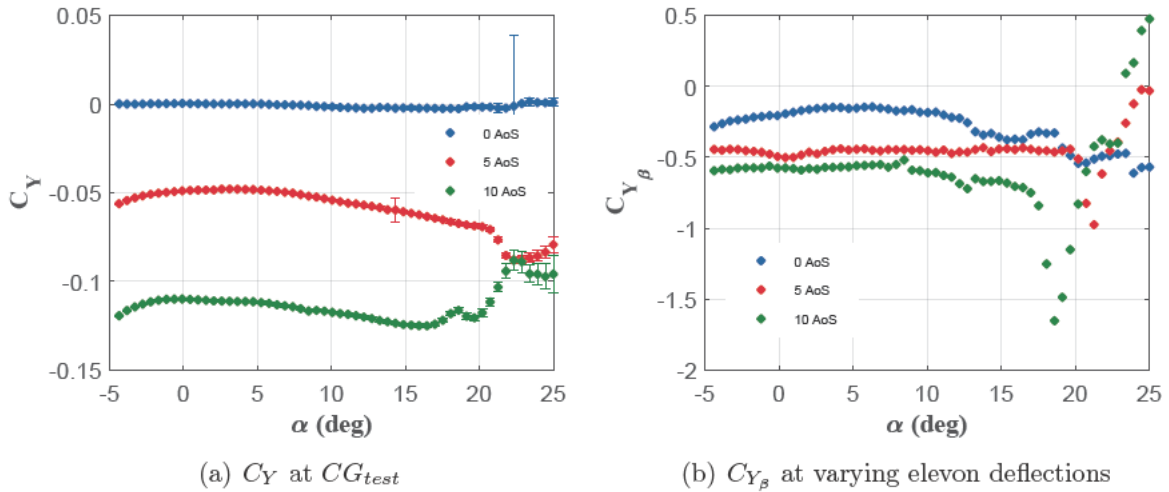 0.05
0
-0.05
-0.1
-0.15
C_Y
0 AoS
5 AoS
10 AoS
-5 0 5 10 15 20 25
α (deg)
(a) C_Y at CG_test
0.5
0
-0.5
-1
-1.5
-2
C_Y_β
0 AoS
5 AoS
10 AoS
-5 0 5 10 15 20 25
α (deg)
(b) C_Y_β at varying elevon deflections